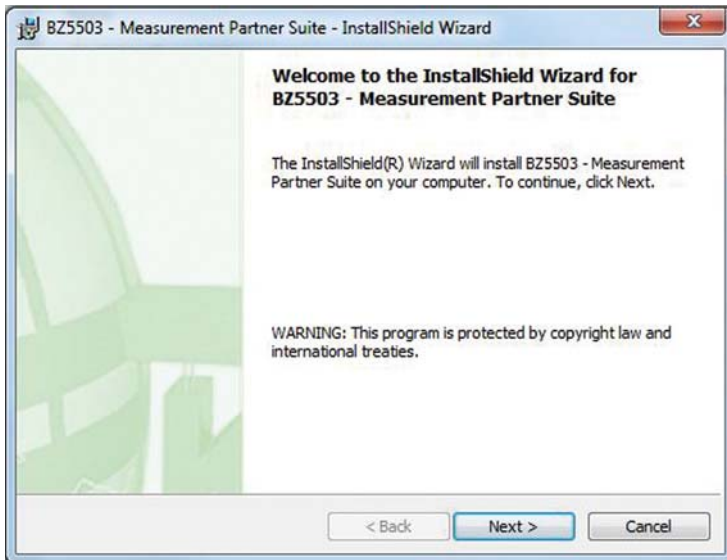 BZ5503 - Measurement Partner Suite - InstallShield Wizard
Welcome to the InstallShield Wizard for
BZ5503 - Measurement Partner Suite
The InstallShield(R) Wizard will install BZ5503 - Measurement
Partner Suite on your computer. To continue, click Next.
WARNING: This program is protected by copyright law and
international treaties.
< Back
Next >
Cancel